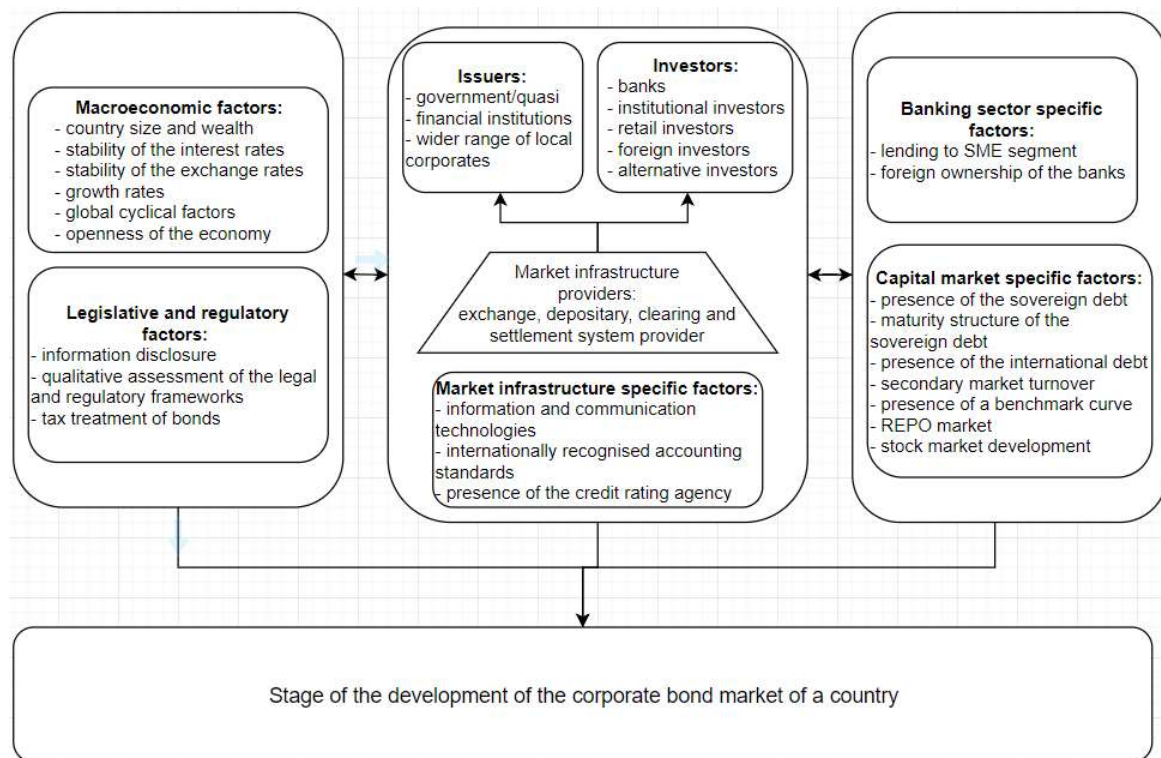 Macroeconomic factors:
- country size and wealth
- stability of the interest rates
- stability of the exchange rates
- growth rates
- global cyclical factors
- openness of the economy
Legislative and regulatory
factors:
- information disclosure
- qualitative assessment of the legal
and regulatory frameworks
- tax treatment of bonds
Issuers:
- government/quasi
- financial institutions
- wider range of local
corporates
Investors:
- banks
- institutional investors
- retail investors
- foreign investors
- alternative investors
Market infrastructure
providers:
exchange, depositary, clearing and
settlement system provider
Market infrastructure specific factors:
- information and communication
technologies
- internationally recognised accounting
standards
- presence of the credit rating agency
Banking sector specific
factors:
- lending to SME segment
- foreign ownership of the banks
Capital market specific factors:
- presence of the sovereign debt
- maturity structure of the
sovereign debt
- presence of the international debt
- secondary market turnover
- presence of a benchmark curve
- REPO market
- stock market development
Stage of the development of the corporate bond market of a country